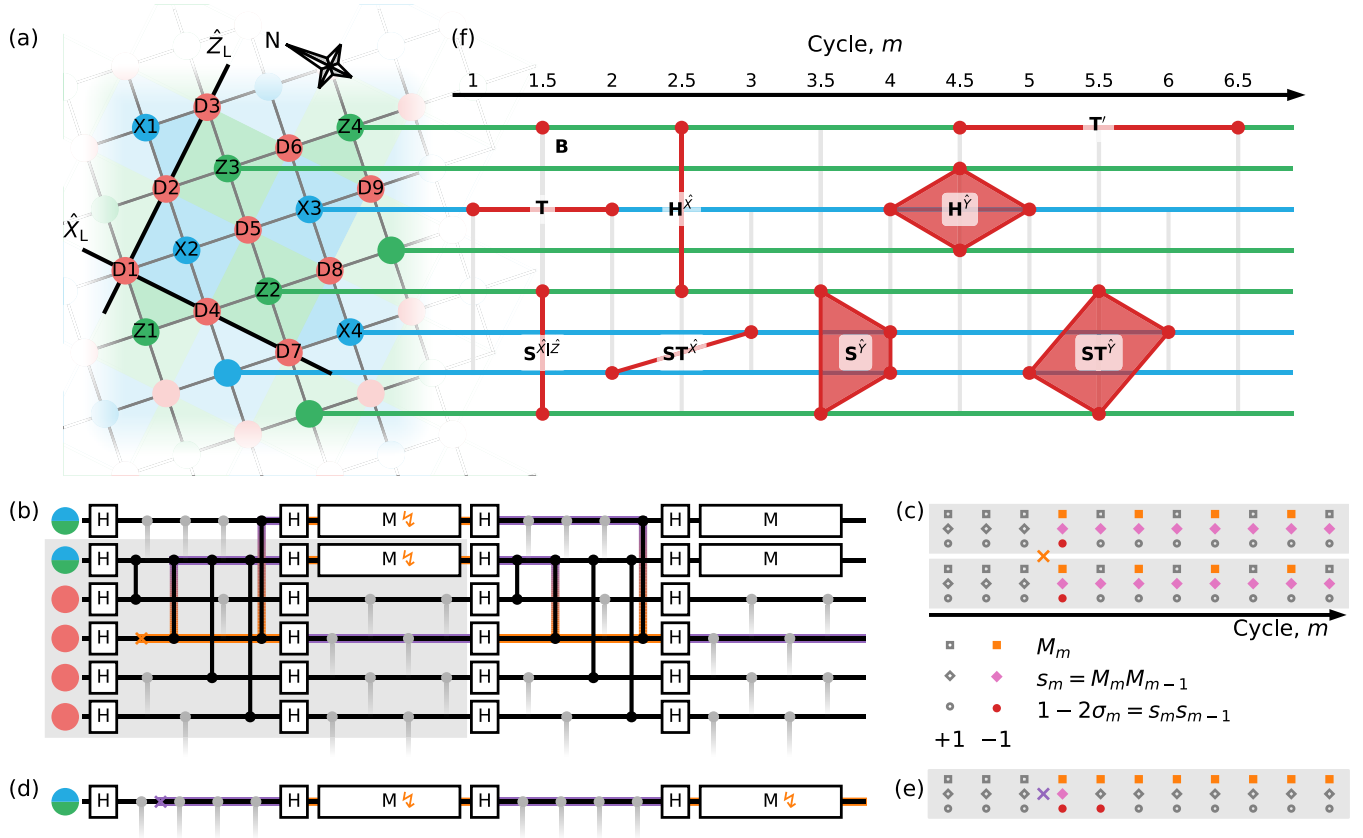 (a)
Ẑ_L
N
X̂_L
X1
D3
Z4
D6
Z3
D2
D9
X3
D5
X2
D1
D8
Z2
D4
Z1
X4
D7
(f)
Cycle, m
1 1.5 2 2.5 3 3.5 4 4.5 5 5.5 6 6.5
T′
B
T
H^X̂
H^Ŷ
S^X̂|Ẑ
ST^X̂
S^Ŷ
ST^Ŷ
(b)
H H M H H M
H H M H H M
H H H H
H H H H
H H H H
H H H H
(c)
Cycle, m
M_m
s_m = M_m M_{m−1}
1 − 2σ_m = s_m s_{m−1}
+1 −1
(d)
H H M H H M
(e)